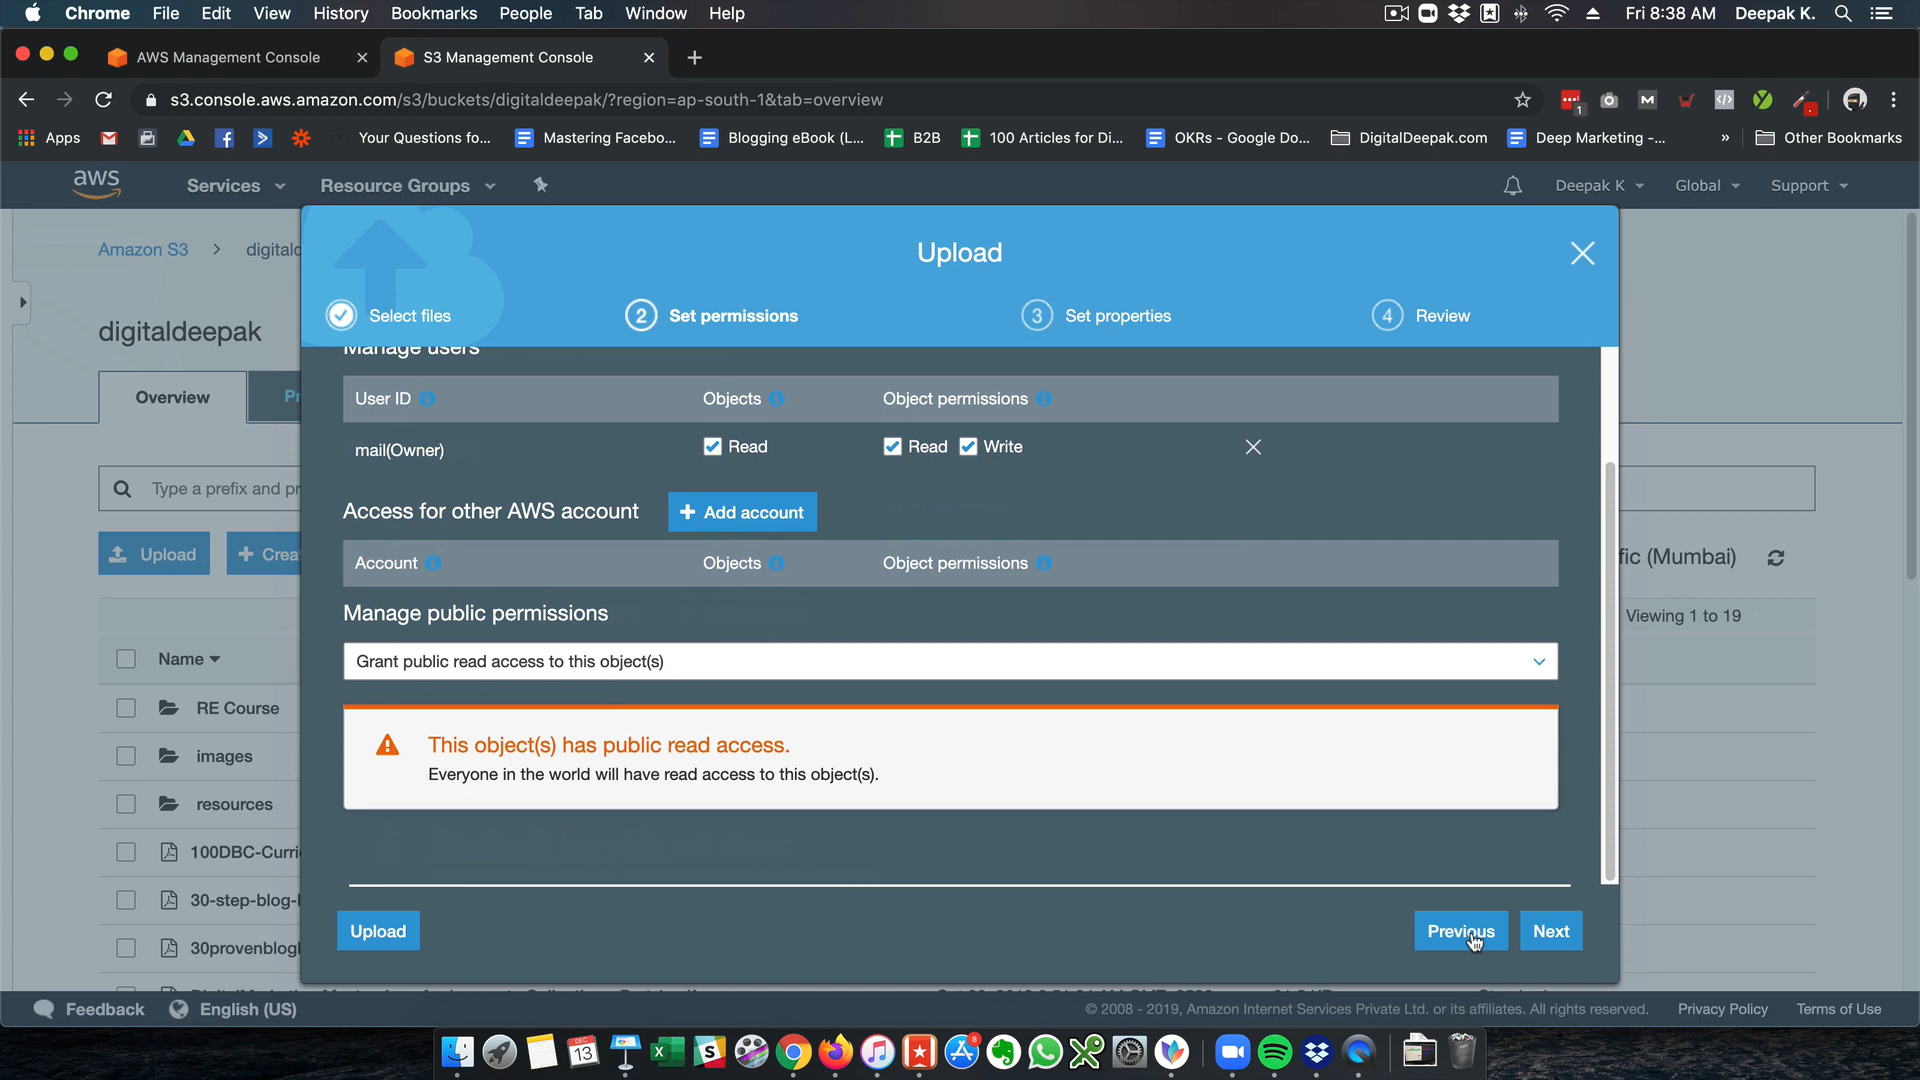 Chrome File Edit View History Bookmarks People Tab Window Help Fri 8:38 AM Deepak K.
AWS Management Console S3 Management Console
s3.console.aws.amazon.com/s3/buckets/digitaldeepak/?region=ap-south-1&tab=overview
Apps Your Questions fo... Mastering Facebo... Blogging eBook (L... B2B 100 Articles for Di... OKRs - Google Do... DigitalDeepak.com Deep Marketing -... » Other Bookmarks
aws Services Resource Groups Deepak K Global Support
Amazon S3 > digitalc
Upload
Select files 2 Set permissions 3 Set properties 4 Review
digitaldeepak
Manage users
Overview
User ID Objects Object permissions
mail(Owner) Read Read Write
Type a prefix and pr
Access for other AWS account + Add account
Upload + Crea
fic (Mumbai)
Account Objects Object permissions
Manage public permissions
Viewing 1 to 19
Name
Grant public read access to this object(s)
RE Course
This object(s) has public read access.
images
Everyone in the world will have read access to this object(s).
resources
100DBC-Curri
30-step-blog-
30provenblog
Upload Previous Next
Feedback English (US) © 2008 - 2019, Amazon Internet Services Private Ltd. or its affiliates. All rights reserved. Privacy Policy Terms of Use
DEC
13
8